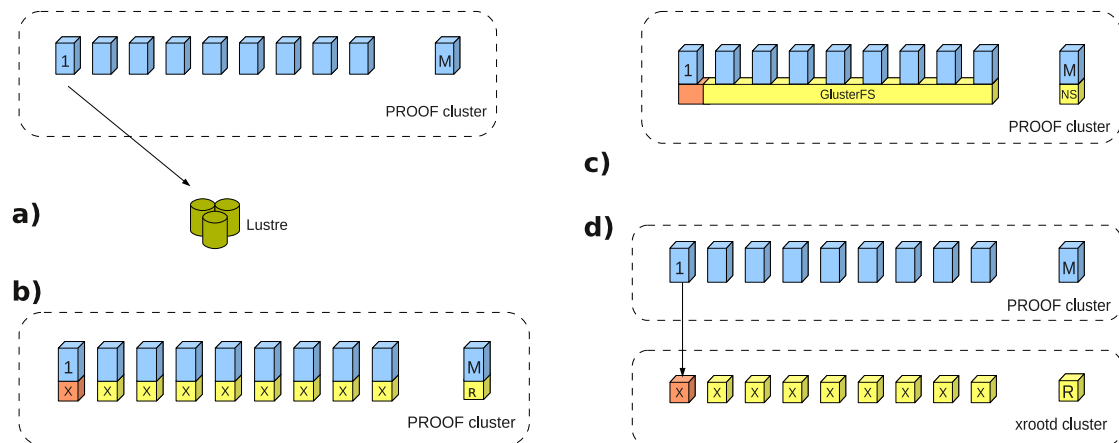 1 M
PROOF cluster
a)
Lustre
b)
1 M
X X X X X X X X X R
PROOF cluster
c)
1 M
GlusterFS NS
PROOF cluster
d)
1 M
PROOF cluster
X X X X X X X X X R
xrootd cluster